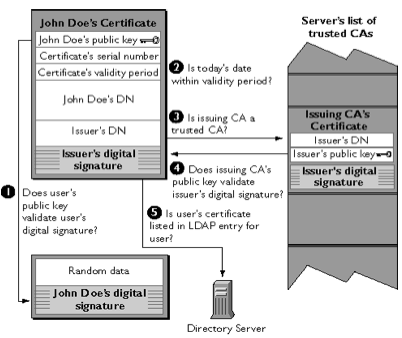 John Doe's Certificate
John Doe's public key
Certificate's serial number
Certificate's validity period
John Doe's DN
Issuer's DN
Issuer's digital
signature
Server's list of
trusted CAs
2 Is today's date
within validity period?
3 Is issuing CA a
trusted CA?
Issuing CA's
Certificate
Issuer's DN
Issuer's public key
Issuer's digital
signature
4 Does issuing CA's
public key validate
issuer's digital signature?
1 Does user's
public key
validate user's
digital signature?
5 Is user's certificate
listed in LDAP entry for
user?
Random data
John Doe's digital
signature
Directory Server